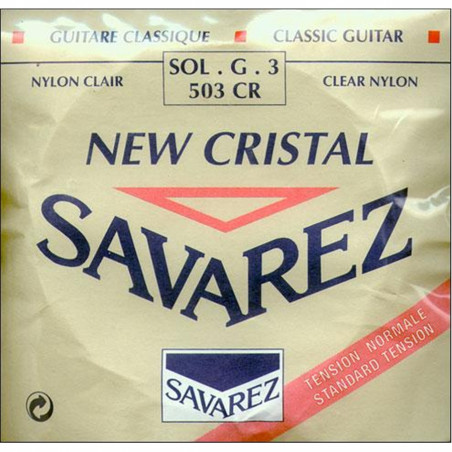 GUITARE CLASSIQUE CLASSIC GUITAR
NYLON CLAIR SOL . G . 3 CLEAR NYLON
503 CR
NEW CRISTAL
SAVAREZ
TENSION NORMALE
STANDARD TENSION
SAVAREZ